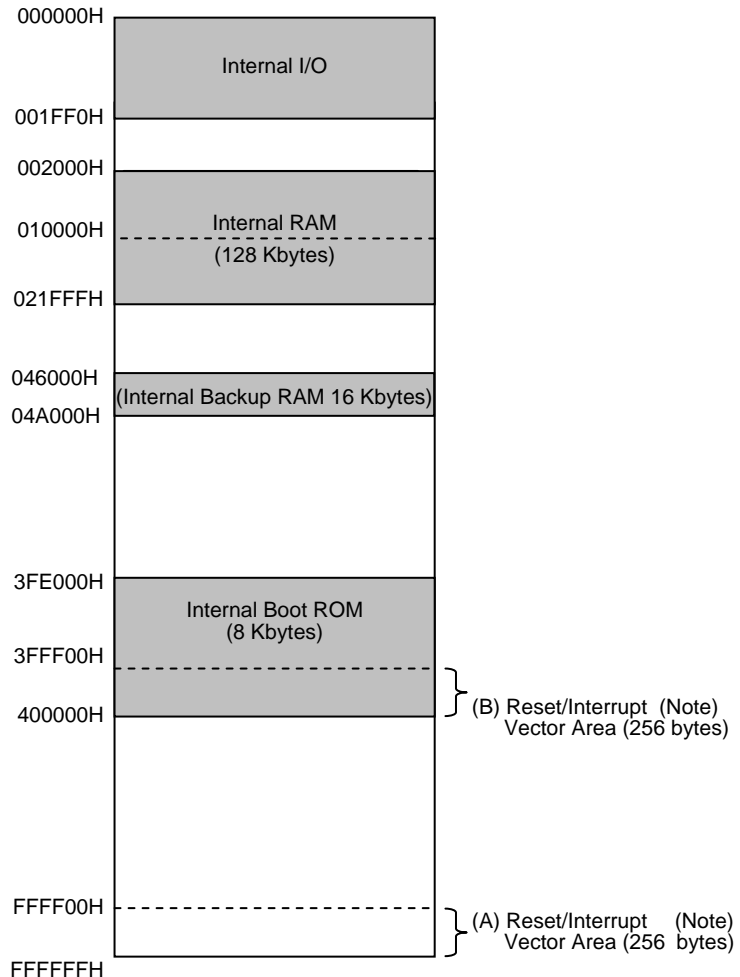 000000H
Internal I/O
001FF0H
002000H
Internal RAM
010000H
(128 Kbytes)
021FFFH
046000H
(Internal Backup RAM 16 Kbytes)
04A000H
3FE000H
Internal Boot ROM
(8 Kbytes)
3FFF00H
(B) Reset/Interrupt (Note)
Vector Area (256 bytes)
400000H
FFFF00H
(A) Reset/Interrupt (Note)
Vector Area (256 bytes)
FFFFFFH